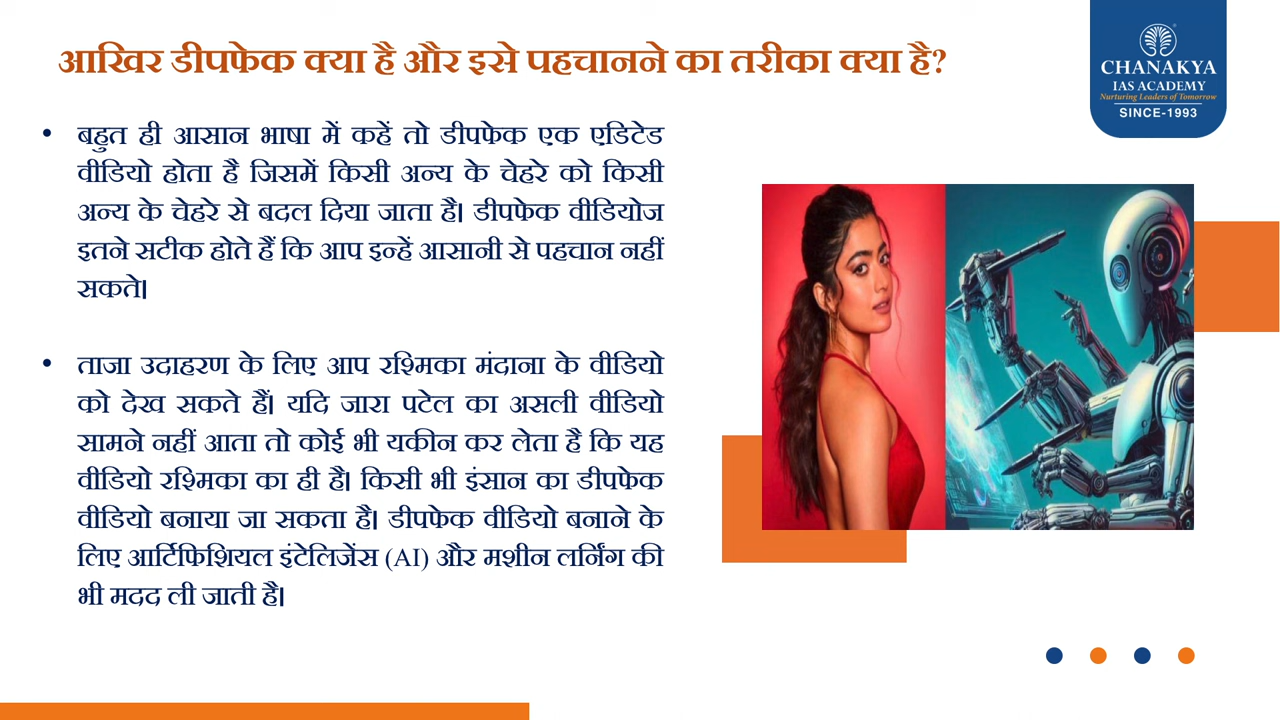 आखिर डीपफेक क्या है और इसे पहचानने का तरीका क्या है?
CHANAKYA
IAS ACADEMY
Nurturing Leaders of Tomorrow
SINCE-1993
• बहुत ही आसान भाषा में कहें तो डीपफेक एक एडिटेड
वीडियो होता है जिसमें किसी अन्य के चेहरे को किसी
अन्य के चेहरे से बदल दिया जाता है। डीपफेक वीडियोज
इतने सटीक होते हैं कि आप इन्हें आसानी से पहचान नहीं
सकते।
• ताजा उदाहरण के लिए आप रश्मिका मंदाना के वीडियो
को देख सकते हैं। यदि जारा पटेल का असली वीडियो
सामने नहीं आता तो कोई भी यकीन कर लेता है कि यह
वीडियो रश्मिका का ही है। किसी भी इंसान का डीपफेक
वीडियो बनाया जा सकता है। डीपफेक वीडियो बनाने के
लिए आर्टिफिशियल इंटेलिजेंस (AI) और मशीन लर्निंग की
भी मदद ली जाती है।